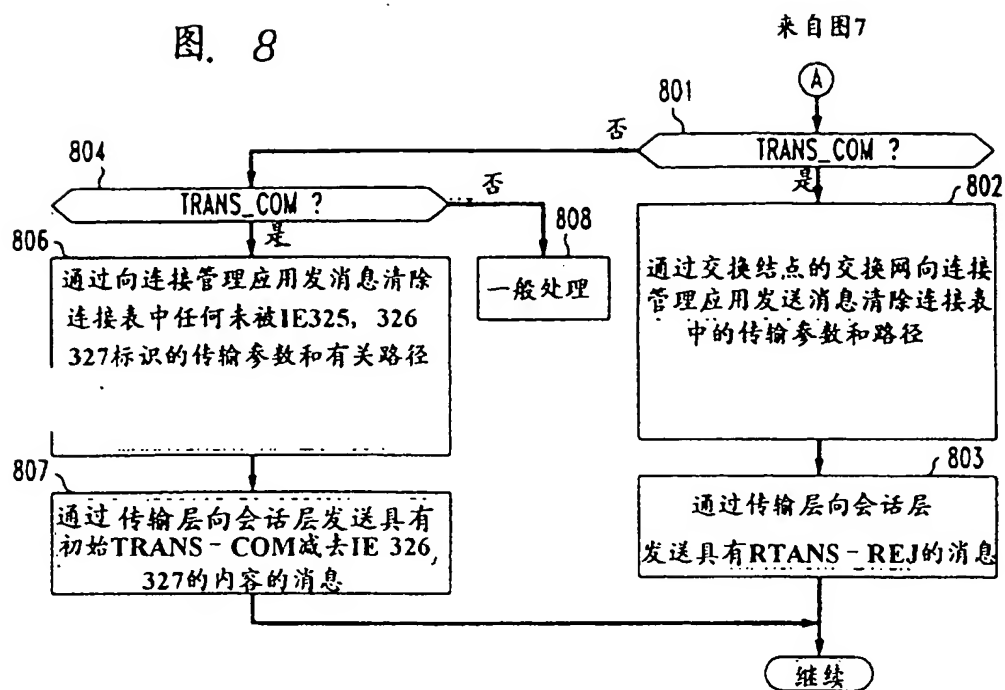 图. 8
来自图7
A
801
TRANS_COM ?
否
是
804
TRANS_COM ?
否
是
802
通过交换结点的交换网向连接
管理应用发送消息清除连接表
中的传输参数和路径
806
通过向连接管理应用发消息清除
连接表中任何未被IE325, 326
327标识的传输参数和有关路径
808
一般处理
803
通过传输层向会话层
发送具有RTANS-REJ的消息
807
通过传输层向会话层发送具有
初始TRANS-COM减去IE 326,
327的内容的消息
继续